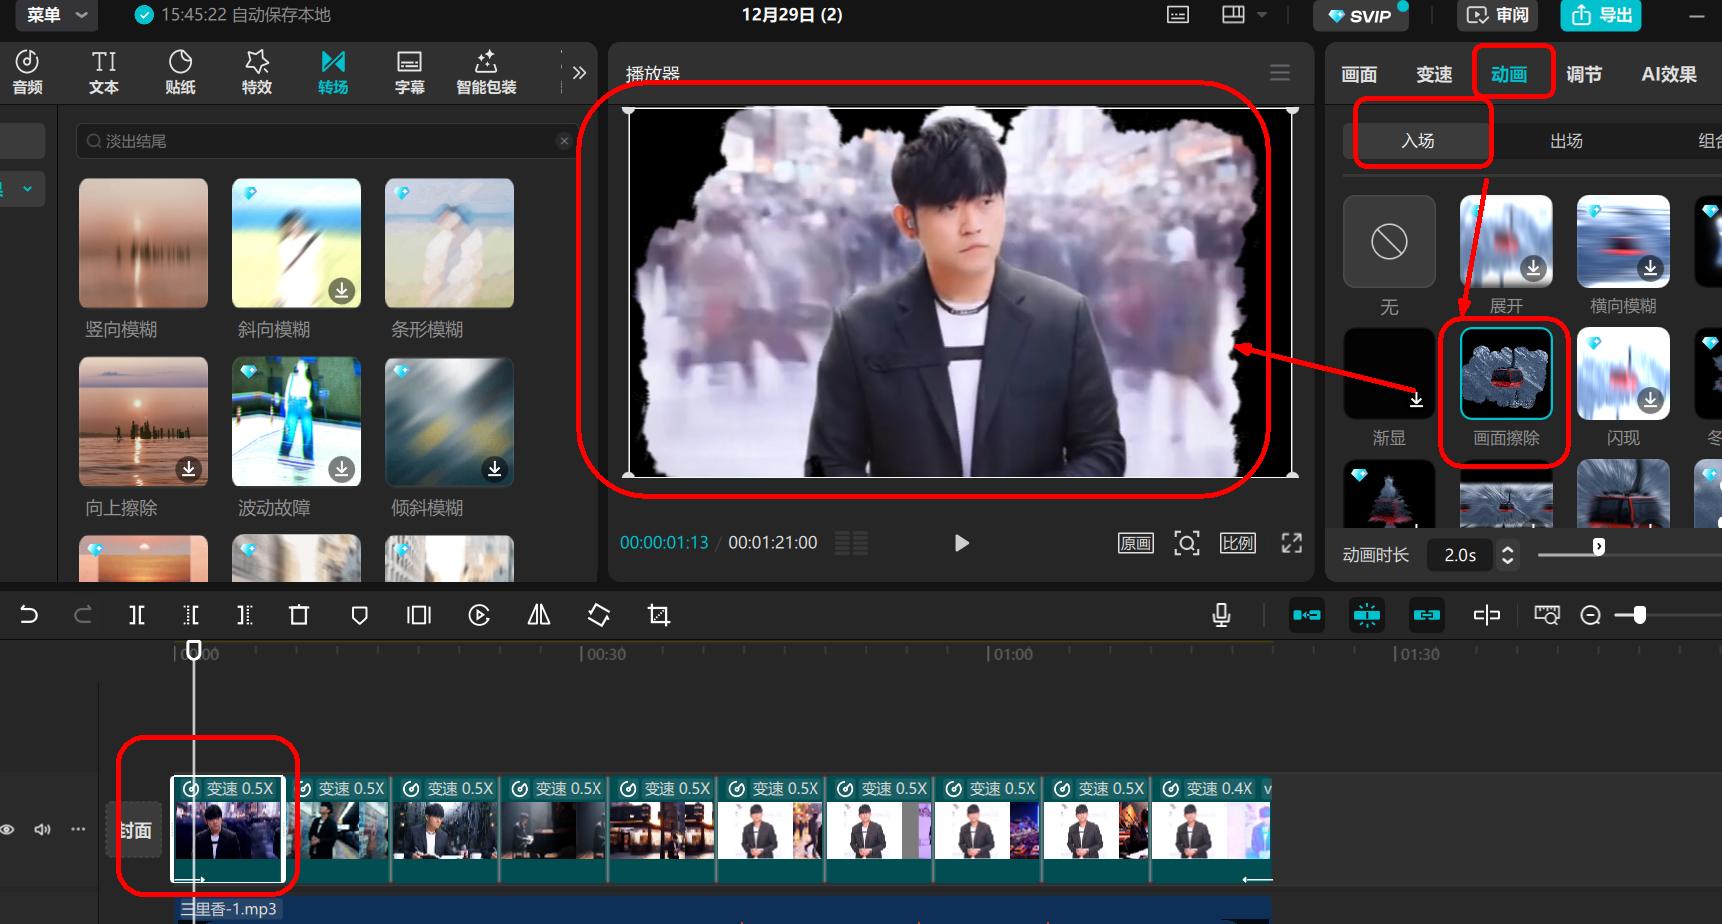 菜单
15:45:22 自动保存本地
12月29日 (2)
SVIP
审阅
导出
音频
文本
贴纸
特效
转场
字幕
智能包装
播放器
画面
变速
动画
调节
AI效果
淡出结尾
入场
出场
组合
竖向模糊
斜向模糊
条形模糊
无
展开
横向模糊
向上擦除
波动故障
倾斜模糊
渐显
画面擦除
闪现
00:00:01:13 / 00:01:21:00
原画
比例
动画时长
2.0s
00:00
00:30
01:00
01:30
封面
变速 0.5X
变速 0.5X
变速 0.5X
变速 0.5X
变速 0.5X
变速 0.5X
变速 0.5X
变速 0.5X
变速 0.5X
变速 0.4X
三里香-1.mp3